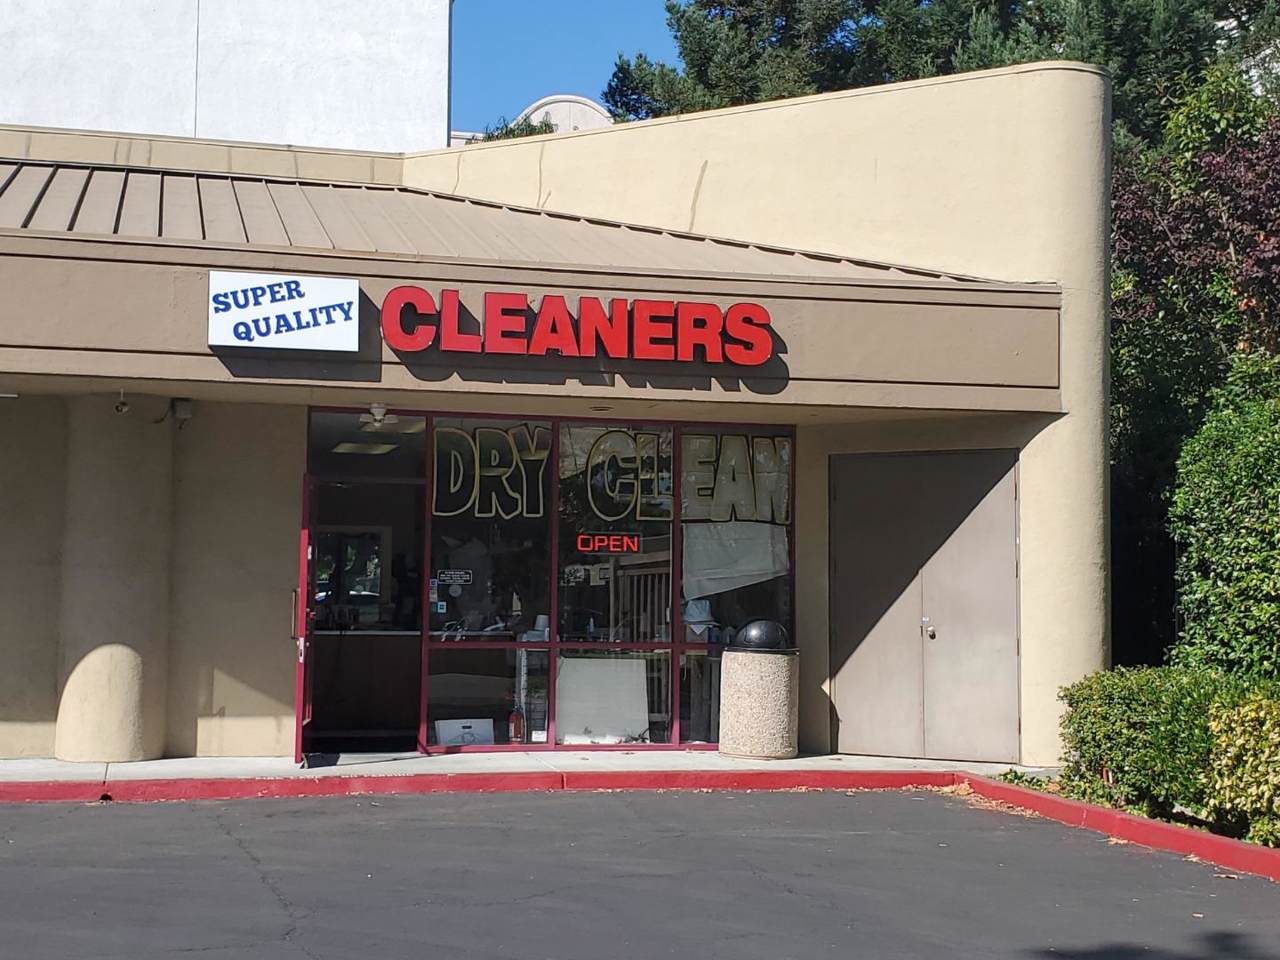 SUPER
QUALITY
CLEANERS
DRY CLEAN
OPEN